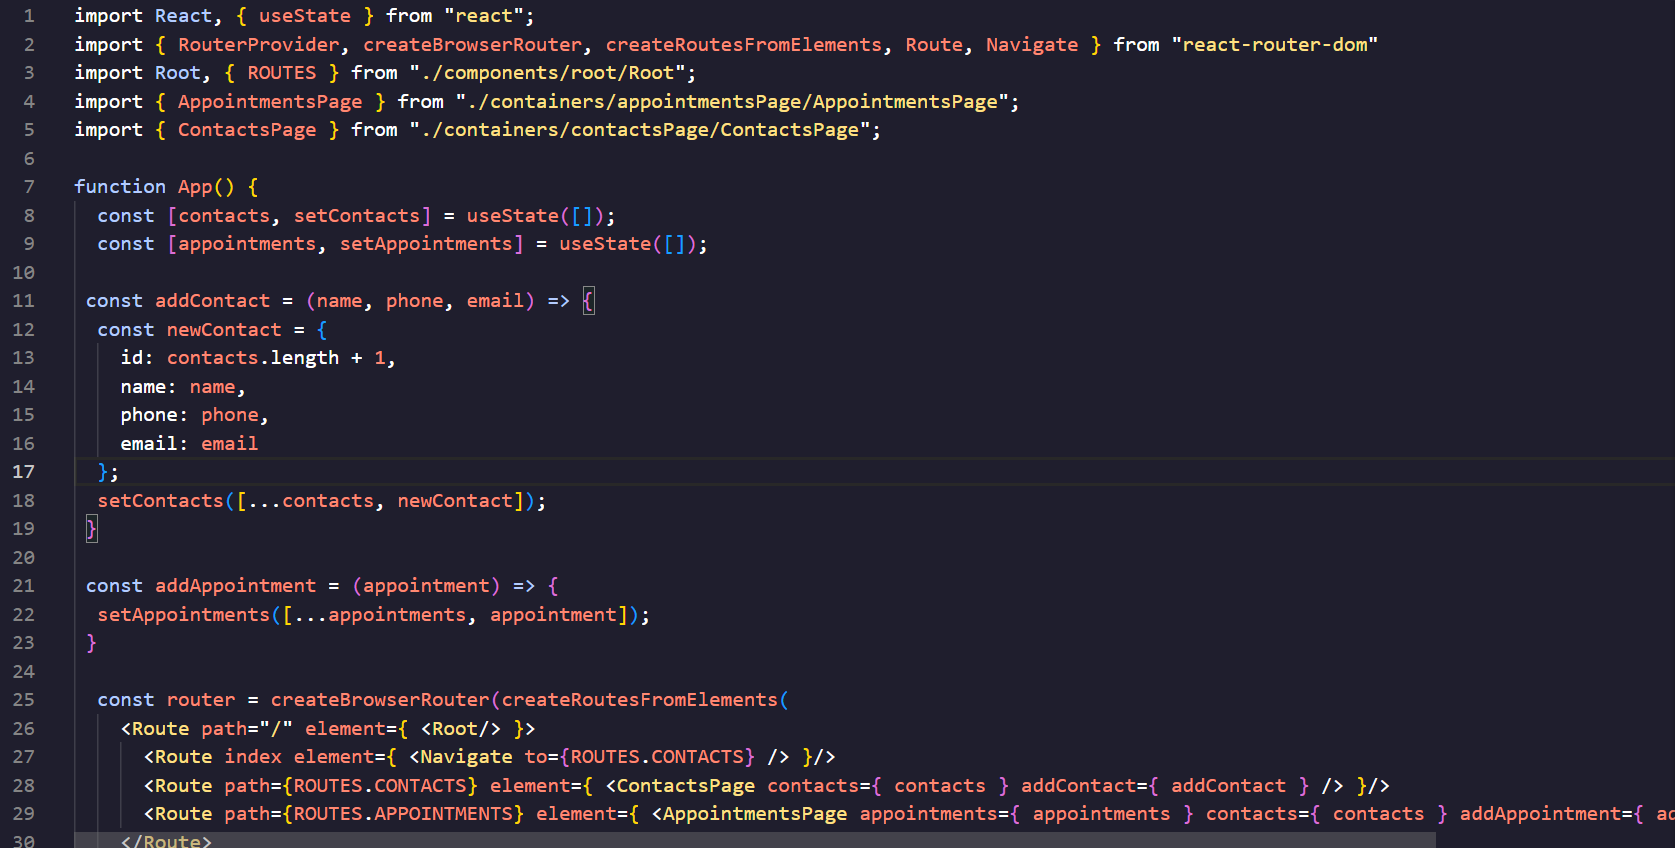 1 import React, { useState } from "react";
2 import { RouterProvider, createBrowserRouter, createRoutesFromElements, Route, Navigate } from "react-router-dom"
3 import Root, { ROUTES } from "./components/root/Root";
4 import { AppointmentsPage } from "./containers/appointmentsPage/AppointmentsPage";
5 import { ContactsPage } from "./containers/contactsPage/ContactsPage";
6
7 function App() {
8   const [contacts, setContacts] = useState([]);
9   const [appointments, setAppointments] = useState([]);
10
11  const addContact = (name, phone, email) => {
12   const newContact = {
13     id: contacts.length + 1,
14     name: name,
15     phone: phone,
16     email: email
17   };
18   setContacts([...contacts, newContact]);
19  }
20
21  const addAppointment = (appointment) => {
22   setAppointments([...appointments, appointment]);
23  }
24
25   const router = createBrowserRouter(createRoutesFromElements(
26     <Route path="/" element={ <Root/> }>
27       <Route index element={ <Navigate to={ROUTES.CONTACTS} /> }/>
28       <Route path={ROUTES.CONTACTS} element={ <ContactsPage contacts={ contacts } addContact={ addContact } /> }/>
29       <Route path={ROUTES.APPOINTMENTS} element={ <AppointmentsPage appointments={ appointments } contacts={ contacts } addAppointment={
30     </Route>